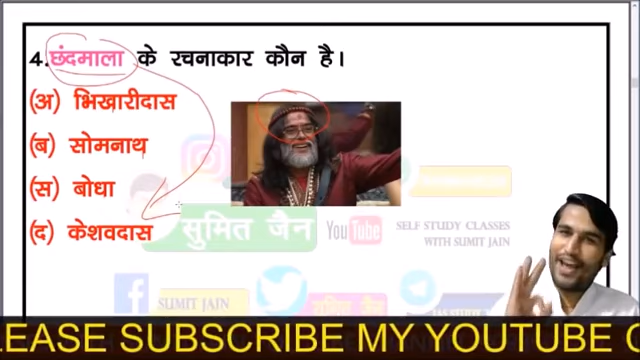 4. छंदमाला के रचनाकार कौन है।
(अ) भिखारीदास
(ब) सोमनाथ
(स) बोधा
(द) केशवदास
सुमित जैन
YouTube
SELF STUDY CLASSES
WITH SUMIT JAIN
SUMIT JAIN
सुमित जैन
LEASE SUBSCRIBE MY YOUTUBE